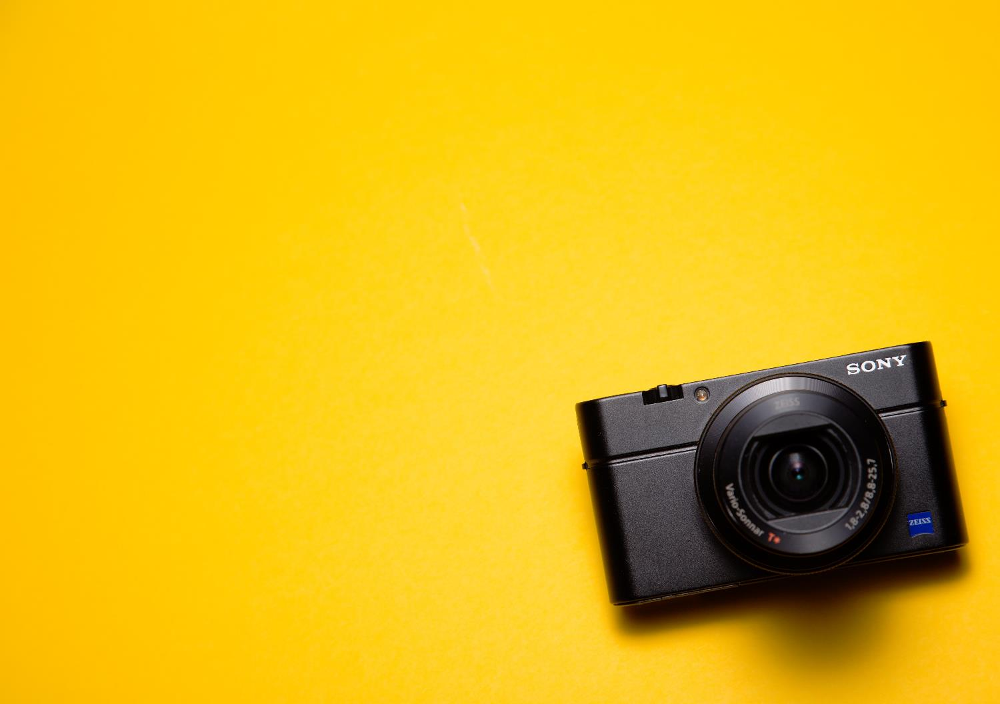 SONY
ZEISS
Vario-Sonnar T* 1,8-2,8/8,8-25,7
ZEISS